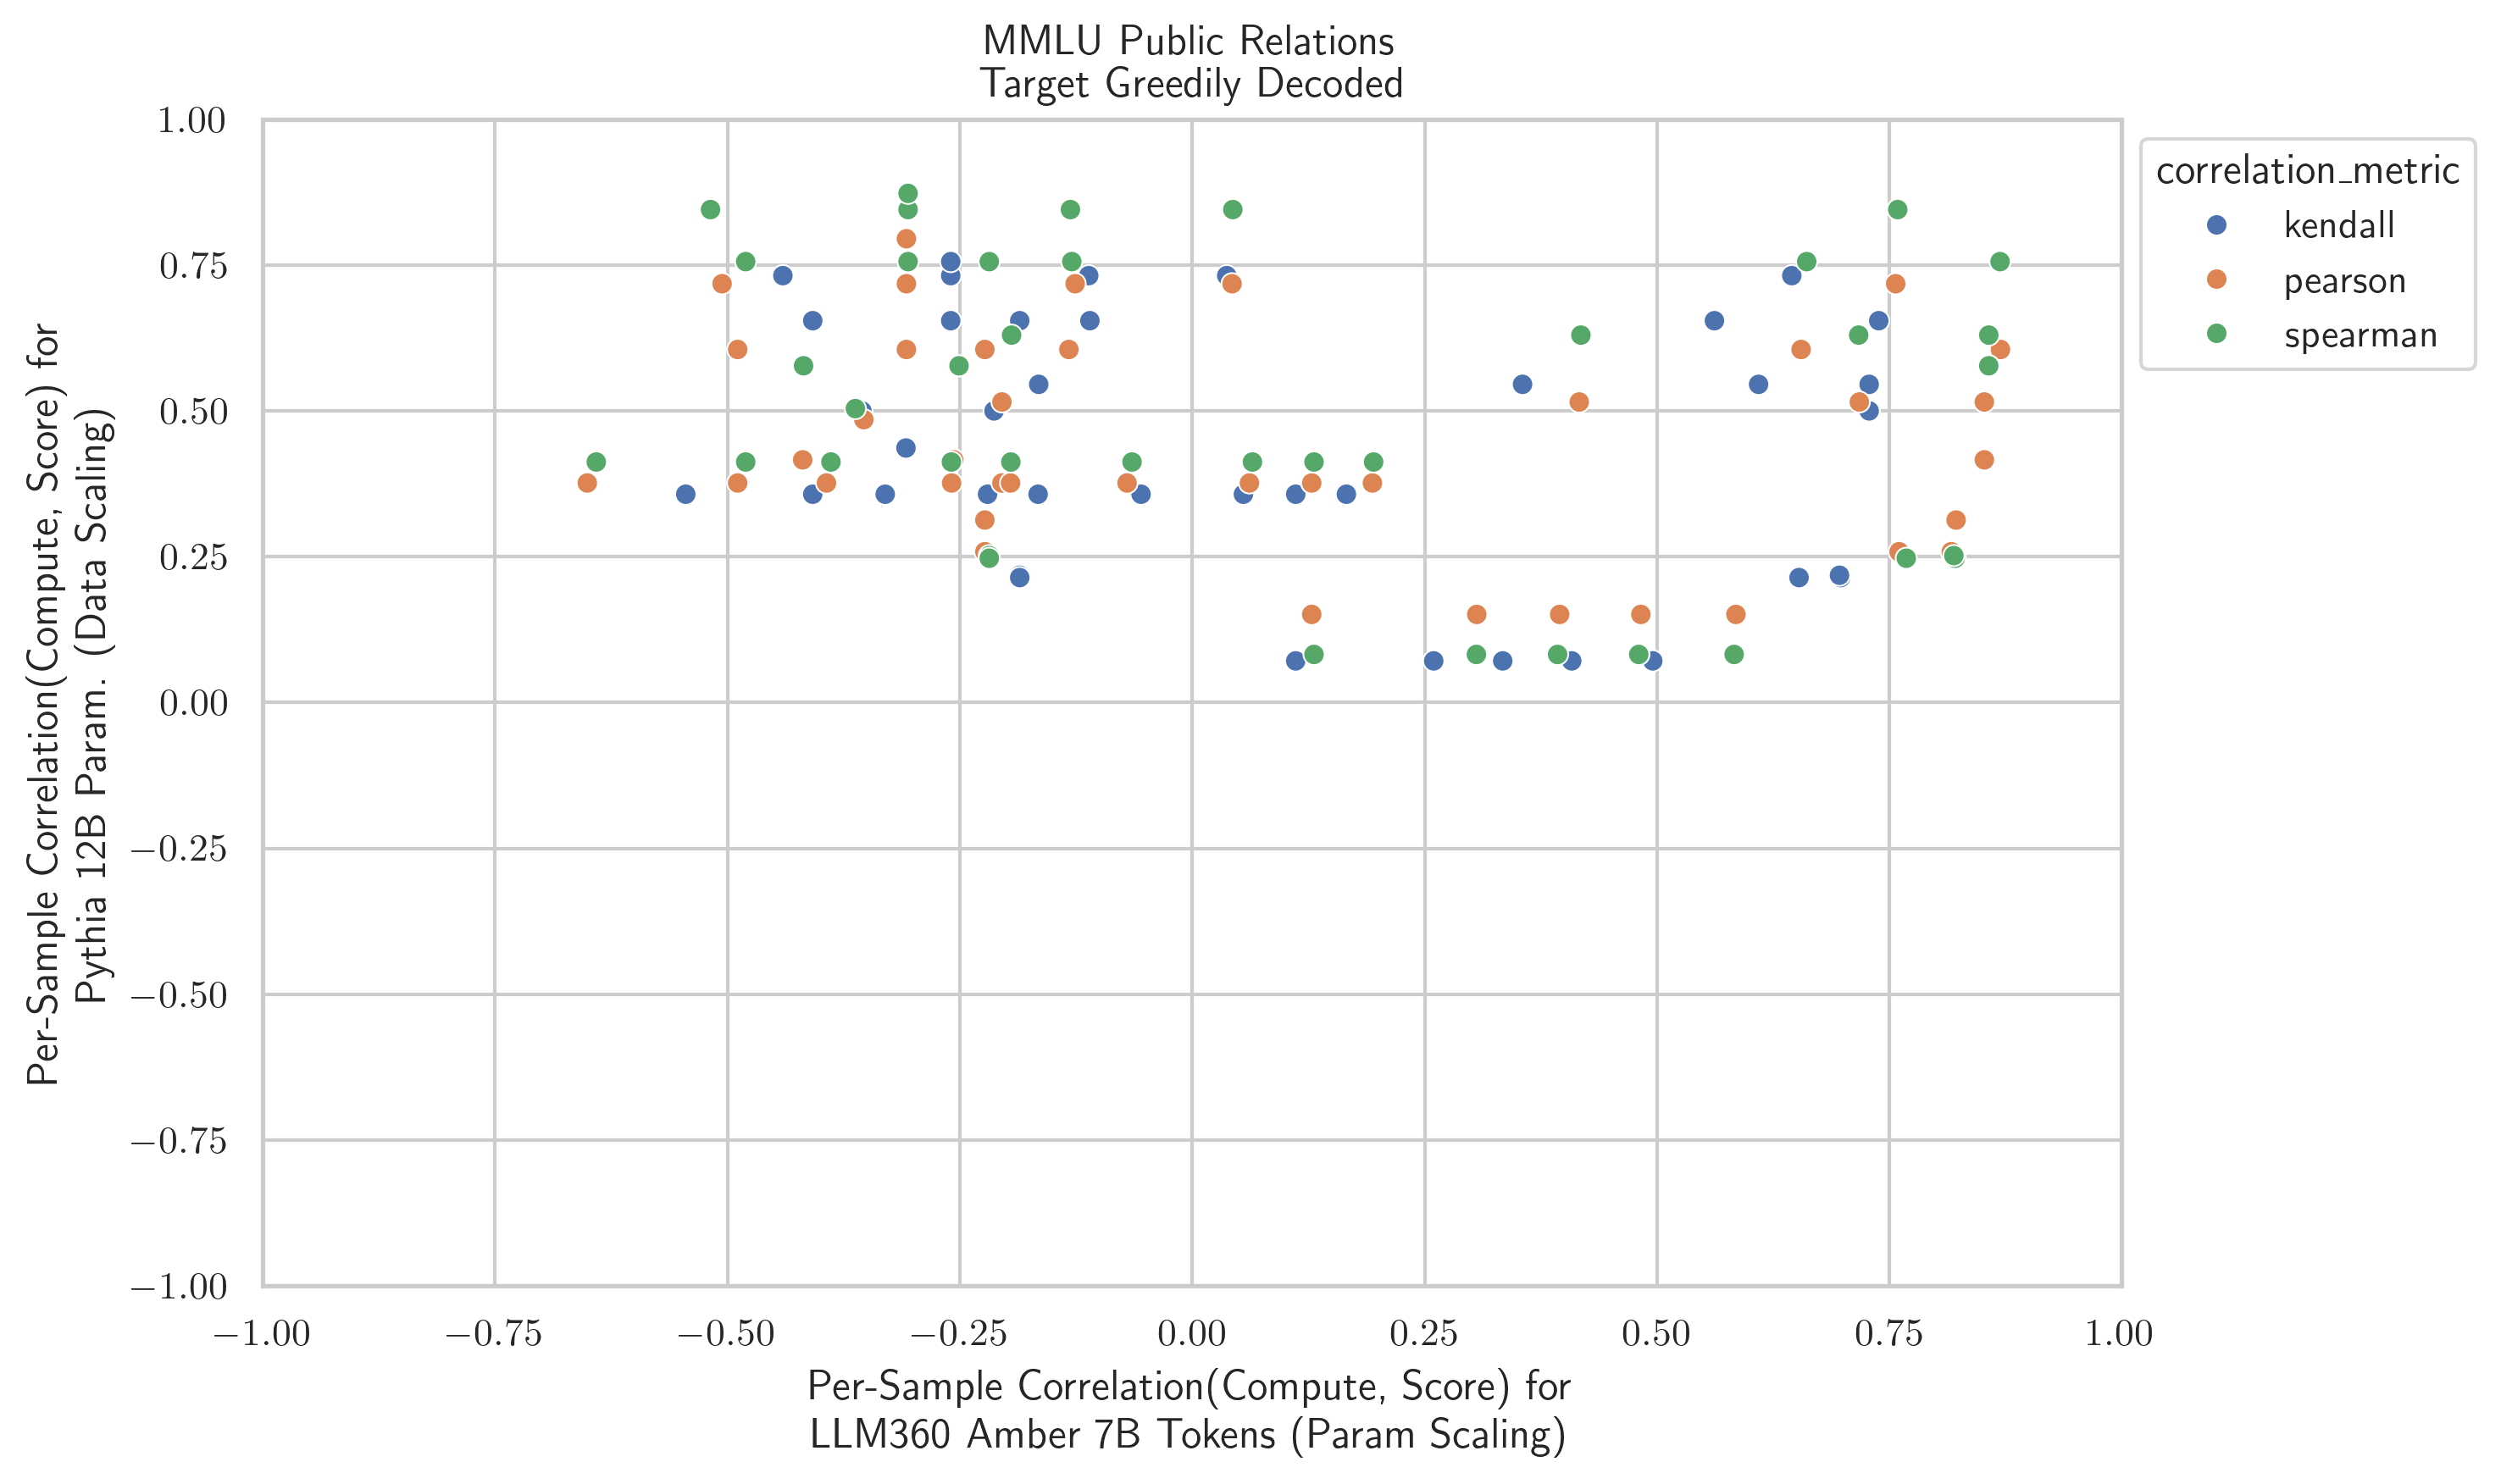 MMLU Public Relations
Target Greedily Decoded
Per-Sample Correlation(Compute, Score) for
Pythia 12B Param. (Data Scaling)
1.00
0.75
0.50
0.25
0.00
−0.25
−0.50
−0.75
−1.00
−1.00 −0.75 −0.50 −0.25 0.00 0.25 0.50 0.75 1.00
Per-Sample Correlation(Compute, Score) for
LLM360 Amber 7B Tokens (Param Scaling)
correlation_metric
kendall
pearson
spearman